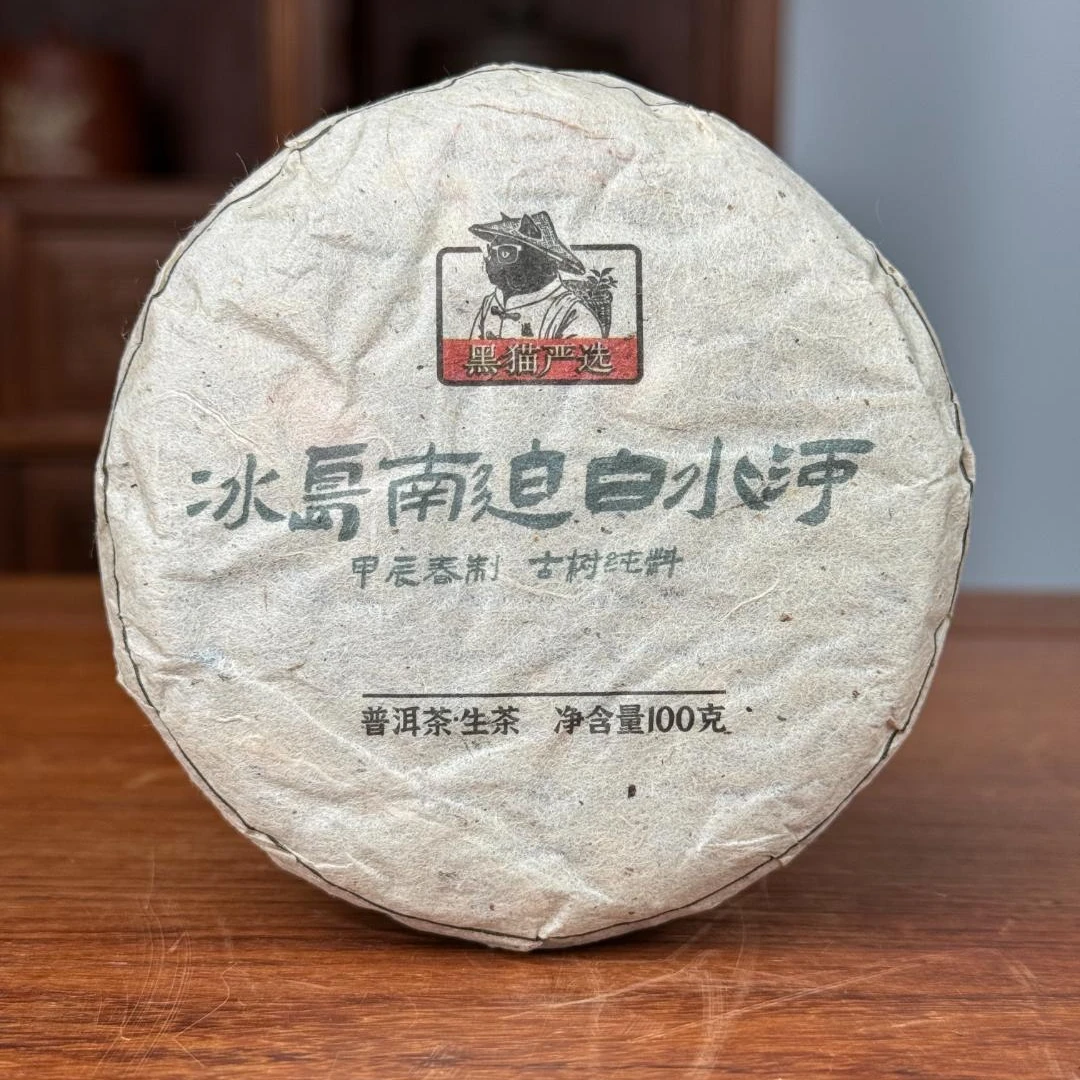 黑猫严选
冰島南迫白水河
甲辰春制 古树纯料
普洱茶·生茶 净含量100克